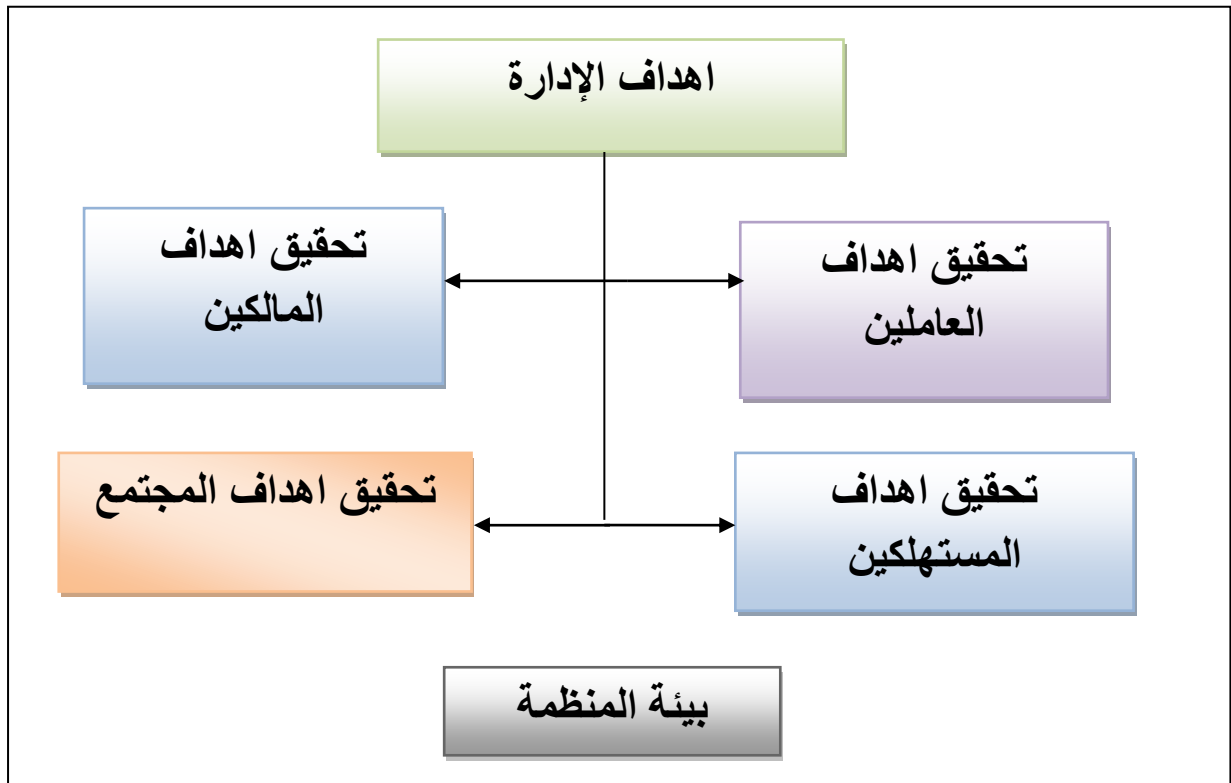 اهداف الإدارة
تحقيق اهداف
العاملين
تحقيق اهداف
المالكين
تحقيق اهداف
المستهلكين
تحقيق اهداف المجتمع
بيئة المنظمة